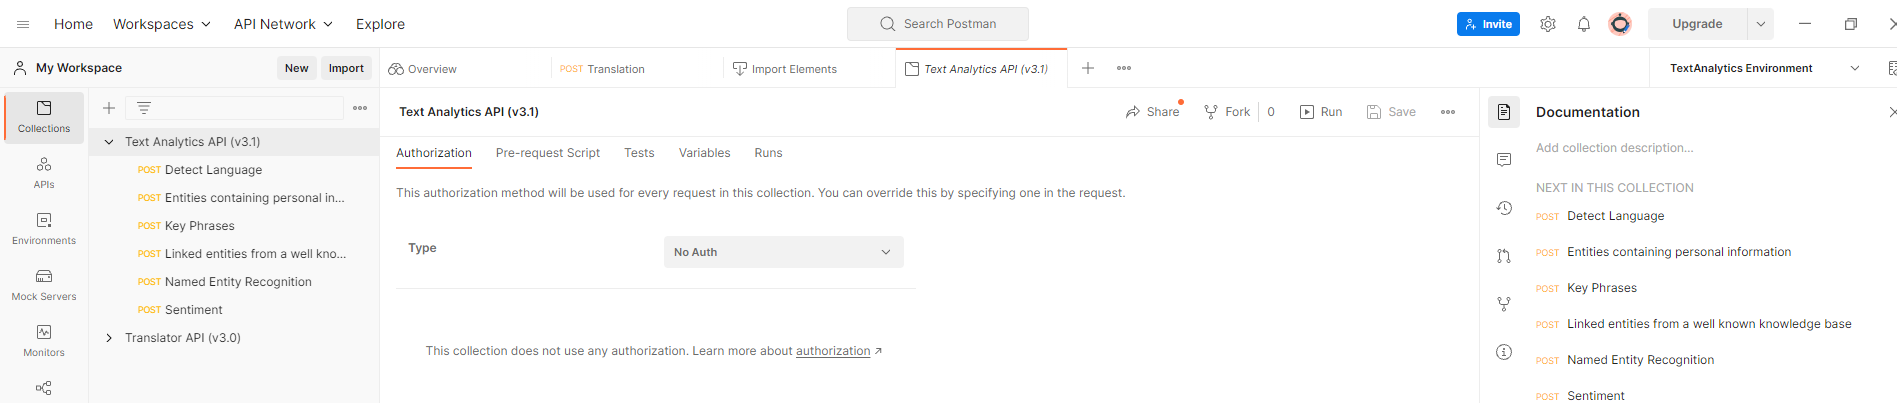 Home Workspaces API Network Explore Search Postman Invite Upgrade
My Workspace New Import Overview POST Translation Import Elements Text Analytics API (v3.1) TextAnalytics Environment
Collections
APIs
Environments
Mock Servers
Monitors
Text Analytics API (v3.1)
POST Detect Language
POST Entities containing personal in...
POST Key Phrases
POST Linked entities from a well kno...
POST Named Entity Recognition
POST Sentiment
Translator API (v3.0)
Text Analytics API (v3.1) Share Fork 0 Run Save
Authorization Pre-request Script Tests Variables Runs
This authorization method will be used for every request in this collection. You can override this by specifying one in the request.
Type No Auth
This collection does not use any authorization. Learn more about authorization ↗
Documentation
Add collection description...
NEXT IN THIS COLLECTION
POST Detect Language
POST Entities containing personal information
POST Key Phrases
POST Linked entities from a well known knowledge base
POST Named Entity Recognition
POST Sentiment